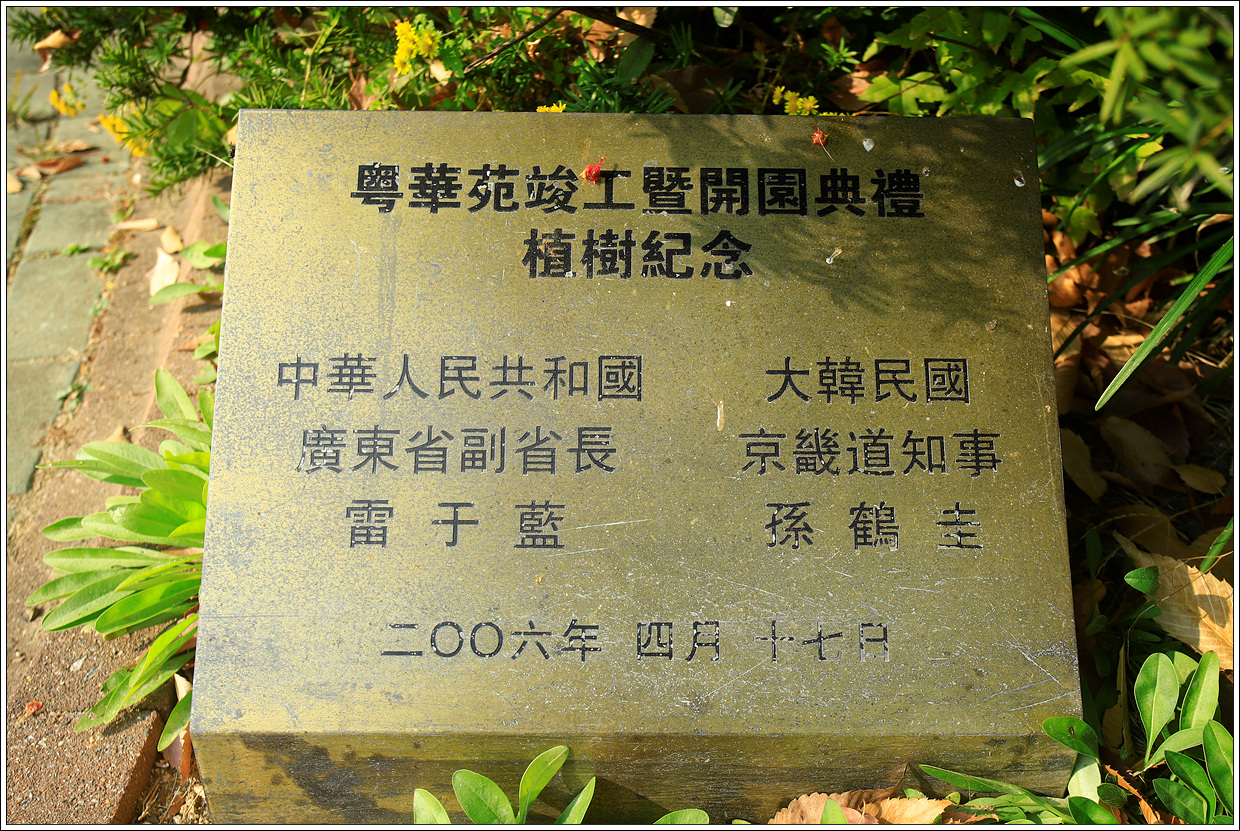 粵華苑竣工暨開園典禮
植樹紀念
中華人民共和國 大韓民國
廣東省副省長 京畿道知事
雷于藍 孫鶴圭
二〇〇六年 四月 十七日